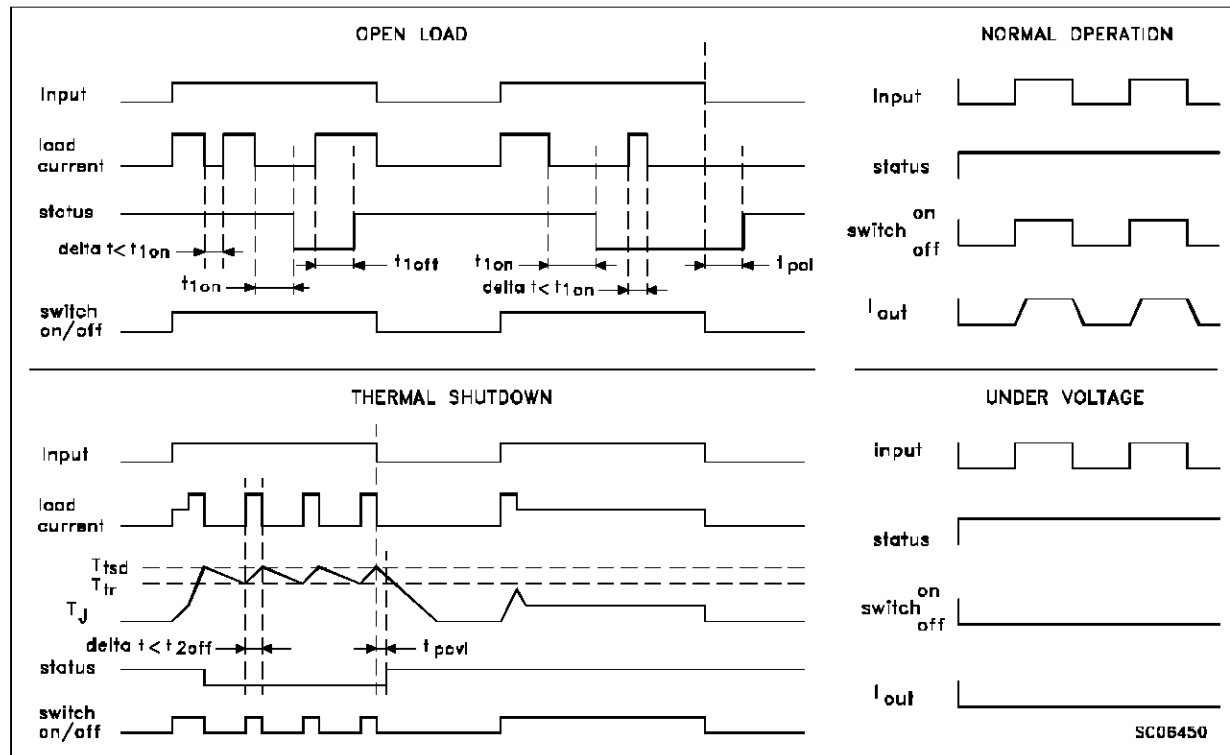 OPEN LOAD
Input
load
current
status
delta t< t1on
t1on
t1off
t1on
delta t< t1on
tpol
switch
on/off
NORMAL OPERATION
Input
status
switch on
off
Iout
THERMAL SHUTDOWN
Input
load
current
Ttsd
Ttr
TJ
delta t< t2off
tpovl
status
switch
on/off
UNDER VOLTAGE
input
status
switch on
off
Iout
SC06450